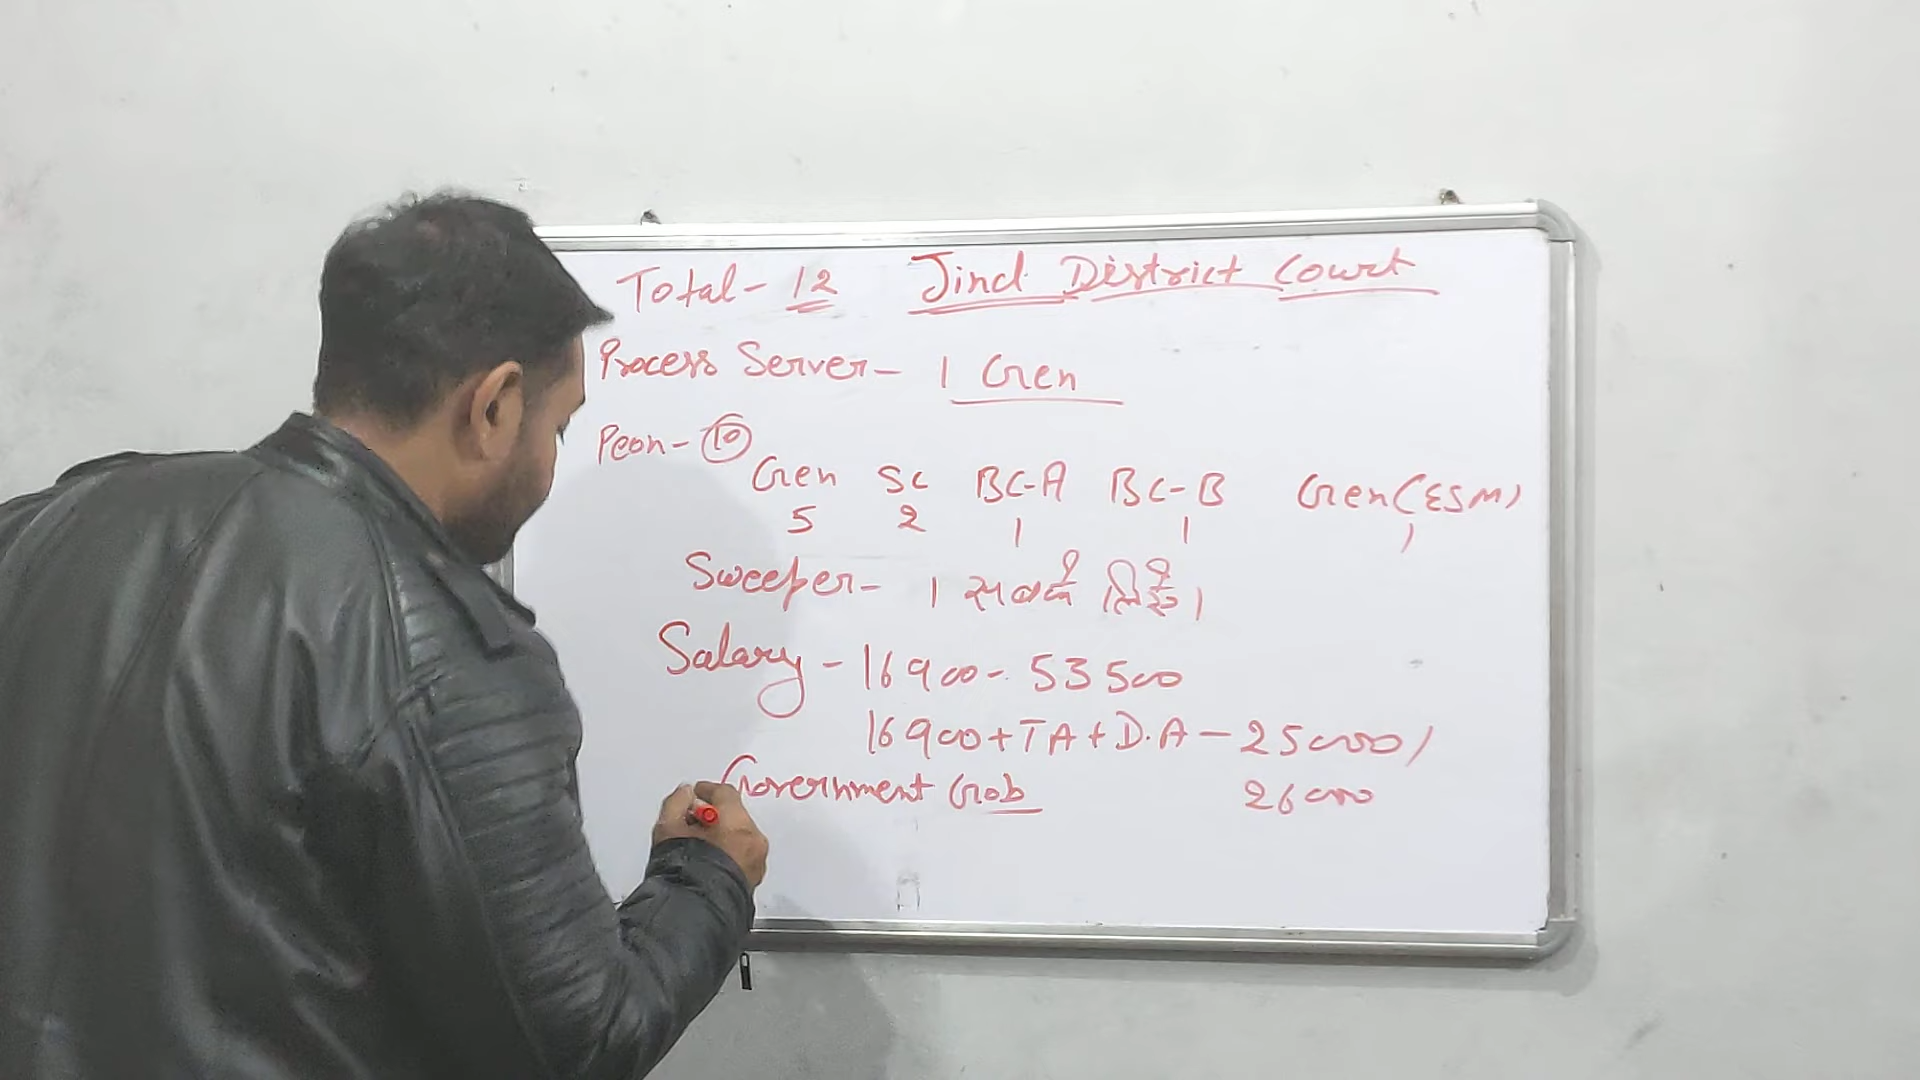 Total- 12 Jind District Court
Process Server- 1 Gen
Peon- 10
Gen SC BC-A BC-B Gen(ESM)
5 2 1 1 1
Sweeper- 1
Salary - 16900 - 53500
16900+TA+D.A - 25000/
Government Gob 26000